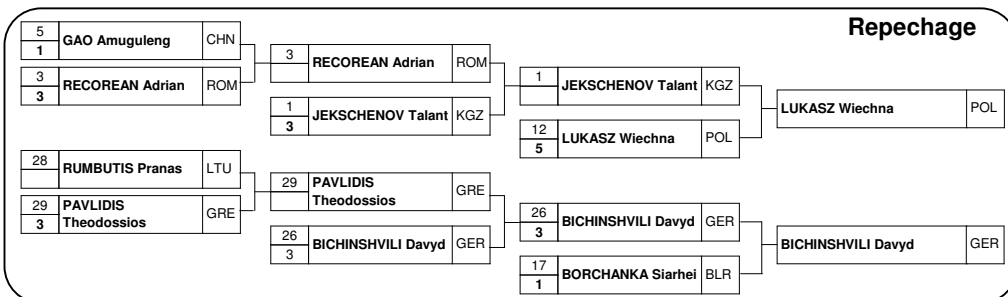 Repechage
5
1
GAO Amuguleng CHN
3
3
RECOREAN Adrian ROM
3
RECOREAN Adrian ROM
1
3
JEKSCHENOV Talant KGZ
1
JEKSCHENOV Talant KGZ
12
5
LUKASZ Wiechna POL
LUKASZ Wiechna POL
28
RUMBUTIS Pranas LTU
29
3
PAVLIDIS
Theodossios GRE
29
PAVLIDIS
Theodossios GRE
26
3
BICHINSHVILI Davyd GER
26
3
BICHINSHVILI Davyd GER
17
1
BORCHANKA Siarhei BLR
BICHINSHVILI Davyd GER